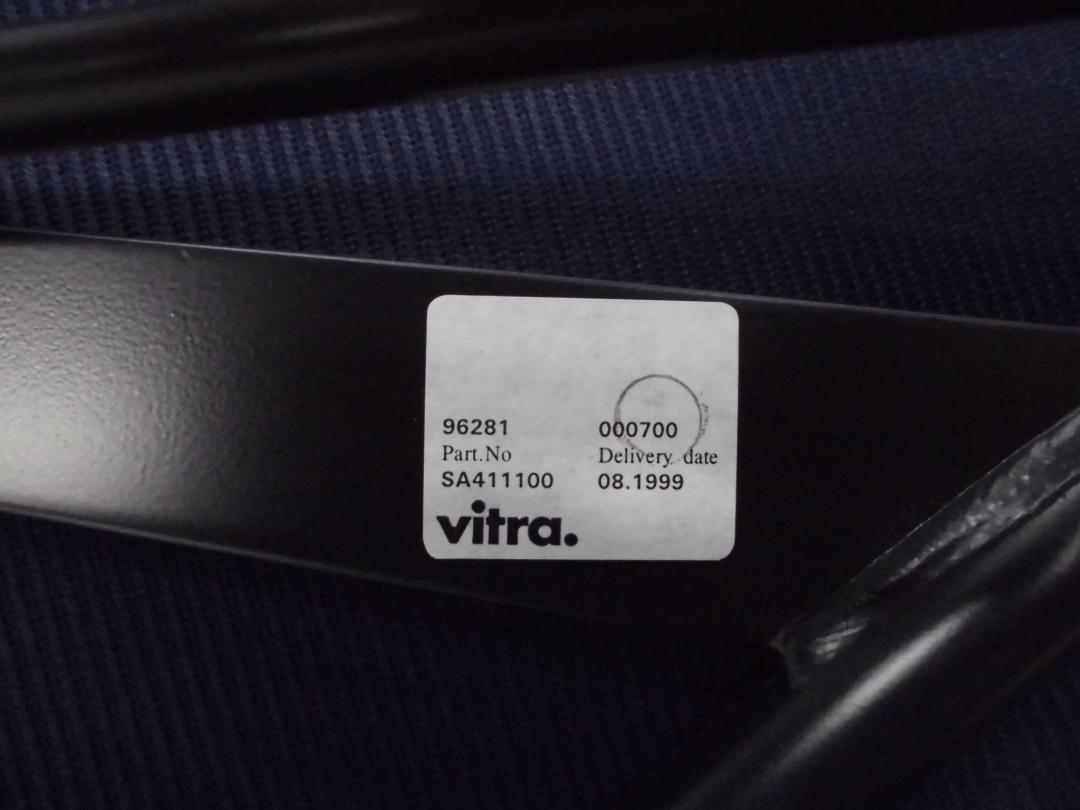 96281 000700
Part.No Delivery date
SA411100 08.1999
vitra.